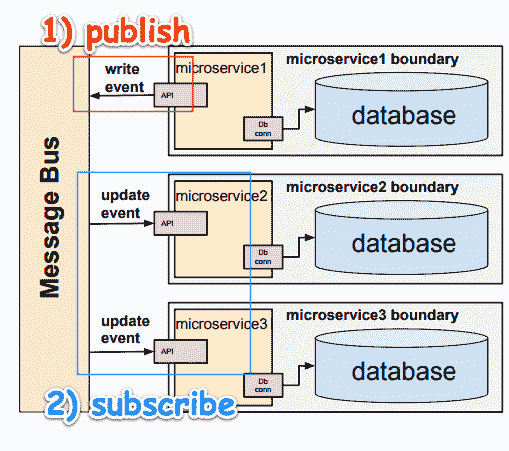 1) publish
Message Bus
write
event
microservice1
microservice1 boundary
API
Db
conn
database
update
event
microservice2
microservice2 boundary
API
Db
conn
database
update
event
microservice3
microservice3 boundary
API
Db
conn
database
2) subscribe